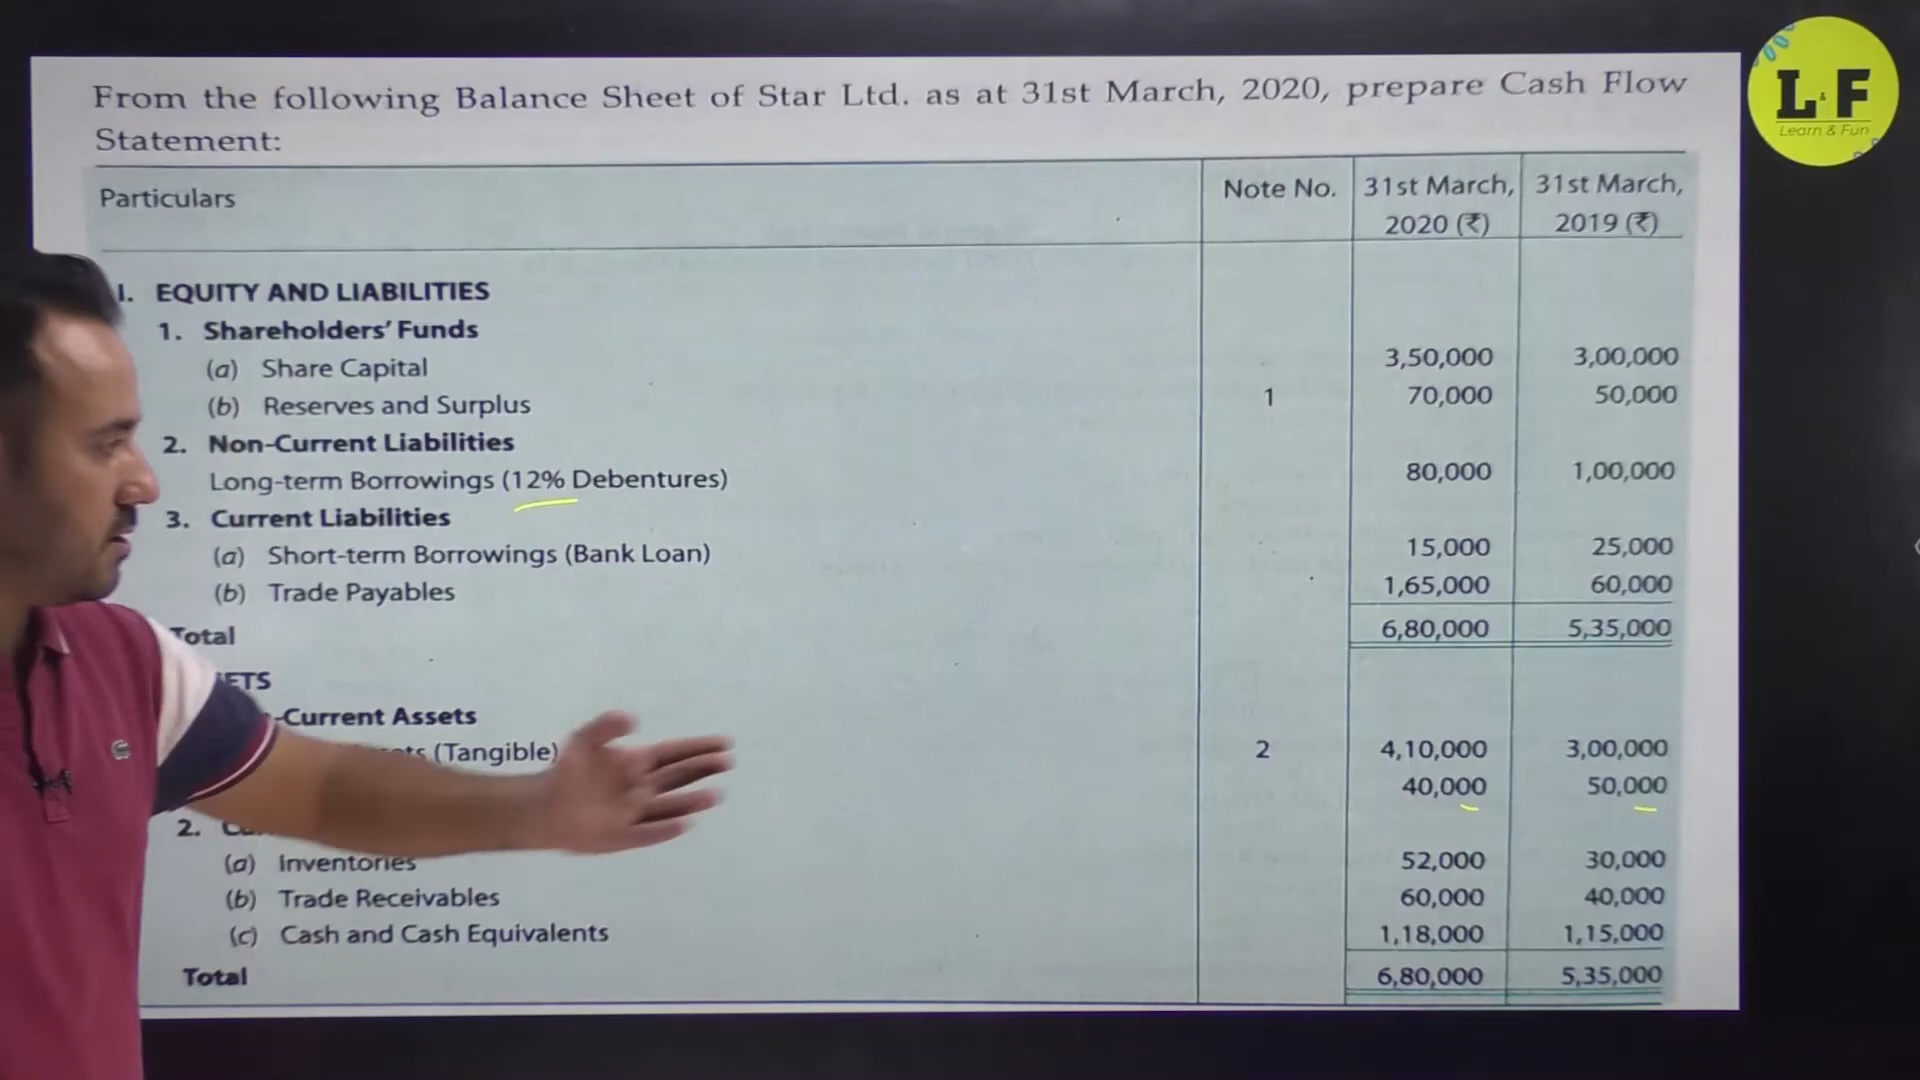 L&F
Learn & Fun
From the following Balance Sheet of Star Ltd. as at 31st March, 2020, prepare Cash Flow
Statement:
Particulars Note No. 31st March, 2020 (₹) 31st March, 2019 (₹)
I. EQUITY AND LIABILITIES
1. Shareholders' Funds
(a) Share Capital 3,50,000 3,00,000
(b) Reserves and Surplus 1 70,000 50,000
2. Non-Current Liabilities
Long-term Borrowings (12% Debentures) 80,000 1,00,000
3. Current Liabilities
(a) Short-term Borrowings (Bank Loan) 15,000 25,000
(b) Trade Payables 1,65,000 60,000
Total 6,80,000 5,35,000
ETS
-Current Assets
(Tangible) 2 4,10,000 3,00,000
40,000 50,000
2.
(a) Inventories 52,000 30,000
(b) Trade Receivables 60,000 40,000
(c) Cash and Cash Equivalents 1,18,000 1,15,000
Total 6,80,000 5,35,000